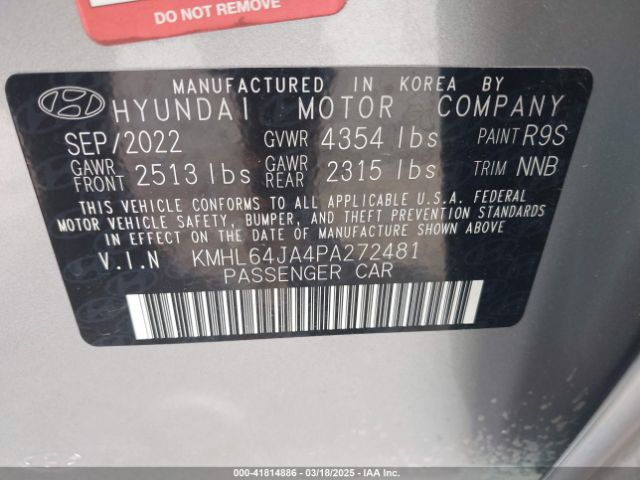 DO NOT REMOVE
MANUFACTURED IN KOREA BY
HYUNDAI MOTOR COMPANY
SEP/2022 GVWR 4354 lbs PAINT R9S
GAWR FRONT 2513 lbs GAWR REAR 2315 lbs TRIM NNB
THIS VEHICLE CONFORMS TO ALL APPLICABLE U.S.A. FEDERAL
MOTOR VEHICLE SAFETY, BUMPER, AND THEFT PREVENTION STANDARDS
IN EFFECT ON THE DATE OF MANUFACTURE SHOWN ABOVE.
V.I.N KMHL64JA4PA272481
PASSENGER CAR
000-41814886 | 03/18/2025 | IAA Inc.